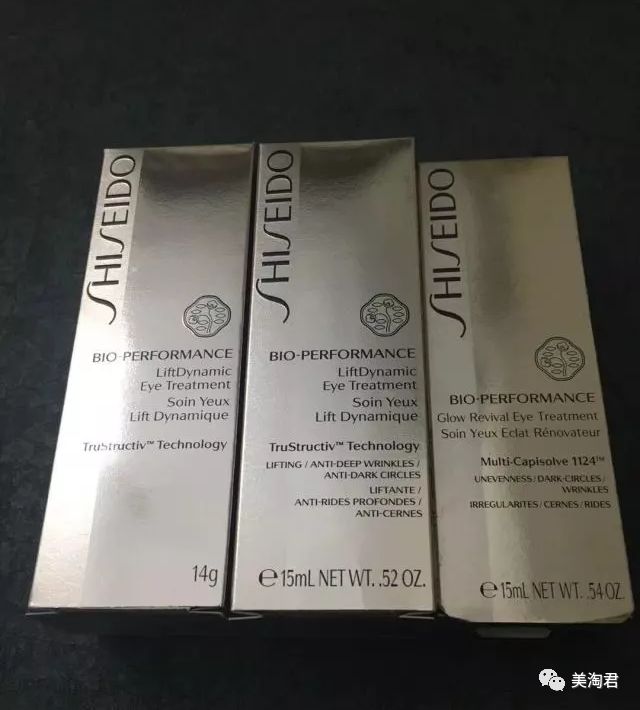 SHISEIDO
BIO-PERFORMANCE
LiftDynamic
Eye Treatment
Soin Yeux
Lift Dynamique
TruStructiv™ Technology
14g
SHISEIDO
BIO-PERFORMANCE
LiftDynamic
Eye Treatment
Soin Yeux
Lift Dynamique
TruStructiv™ Technology
LIFTING / ANTI-DEEP WRINKLES /
ANTI-DARK CIRCLES
LIFTANTE /
ANTI-RIDES PROFONDES /
ANTI-CERNES
℮15mL NET WT. .52 OZ.
SHISEIDO
BIO-PERFORMANCE
Glow Revival Eye Treatment
Soin Yeux Eclat Rénovateur
Multi-Capisolve 1124™
UNEVENNESS / DARK-CIRCLES /
WRINKLES
IRREGULARITES / CERNES / RIDES
℮15mL NET WT. .54 OZ.
美淘君